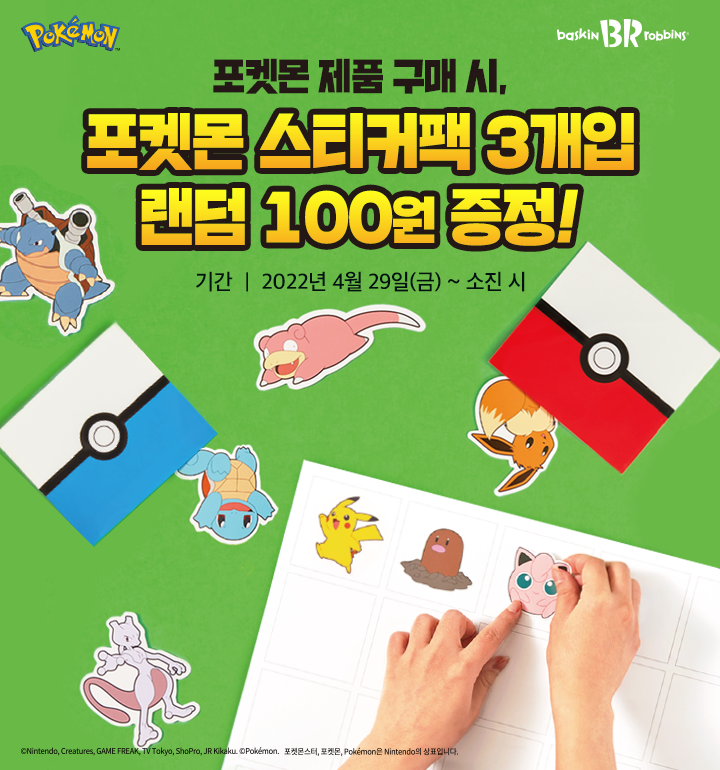 POKéMON TM
baskin BR robbins®
포켓몬 제품 구매 시,
포켓몬 스티커팩 3개입
랜덤 100원 증정!
기간 | 2022년 4월 29일(금) ~ 소진 시
©Nintendo, Creatures, GAME FREAK, TV Tokyo, ShoPro, JR Kikaku. ©Pokémon. 포켓몬스터, 포켓몬, Pokémon은 Nintendo의 상표입니다.